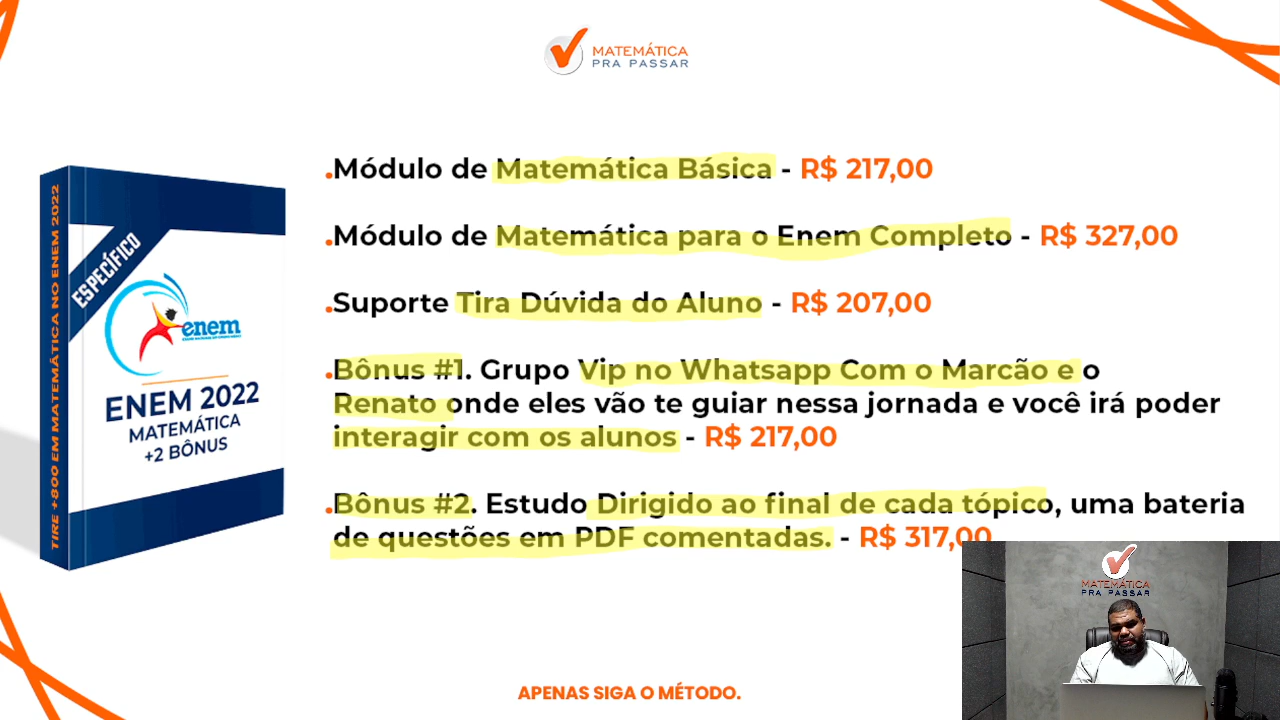 MATEMÁTICA
PRA PASSAR
.Módulo de Matemática Básica - R$ 217,00
.Módulo de Matemática para o Enem Completo - R$ 327,00
.Suporte Tira Dúvida do Aluno - R$ 207,00
.Bônus #1. Grupo Vip no Whatsapp Com o Marcão e o
Renato onde eles vão te guiar nessa jornada e você irá poder
interagir com os alunos - R$ 217,00
.Bônus #2. Estudo Dirigido ao final de cada tópico, uma bateria
de questões em PDF comentadas. - R$ 317,00
TIRE +800 EM MATEMÁTICA NO ENEM 2022
ESPECÍFICO
enem
ENEM 2022
MATEMÁTICA
+2 BÔNUS
MATEMÁTICA
PRA PASSAR
APENAS SIGA O MÉTODO.